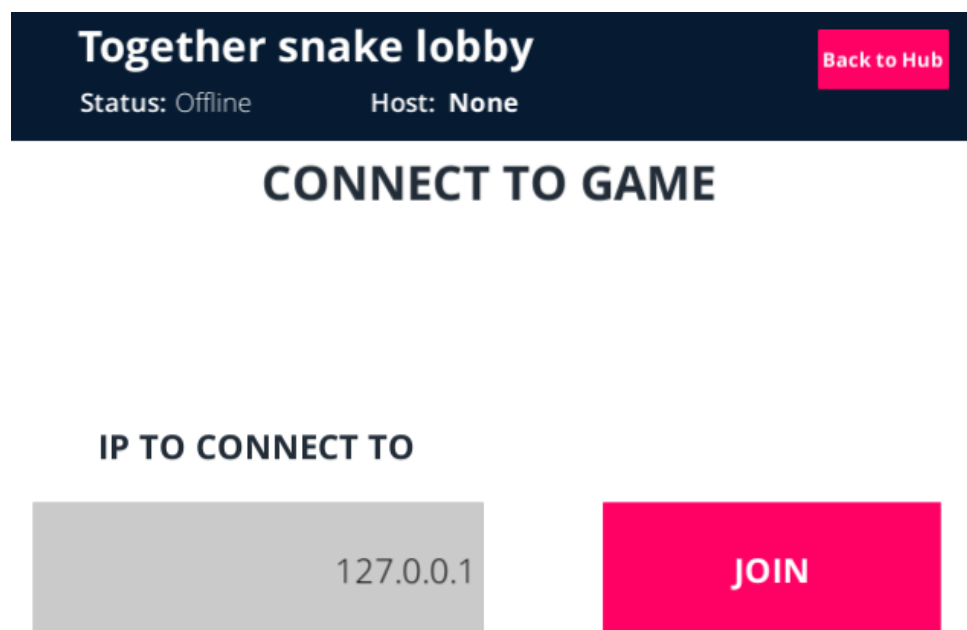 Together snake lobby
Back to Hub
Status: Offline
Host: None
CONNECT TO GAME
IP TO CONNECT TO
127.0.0.1
JOIN